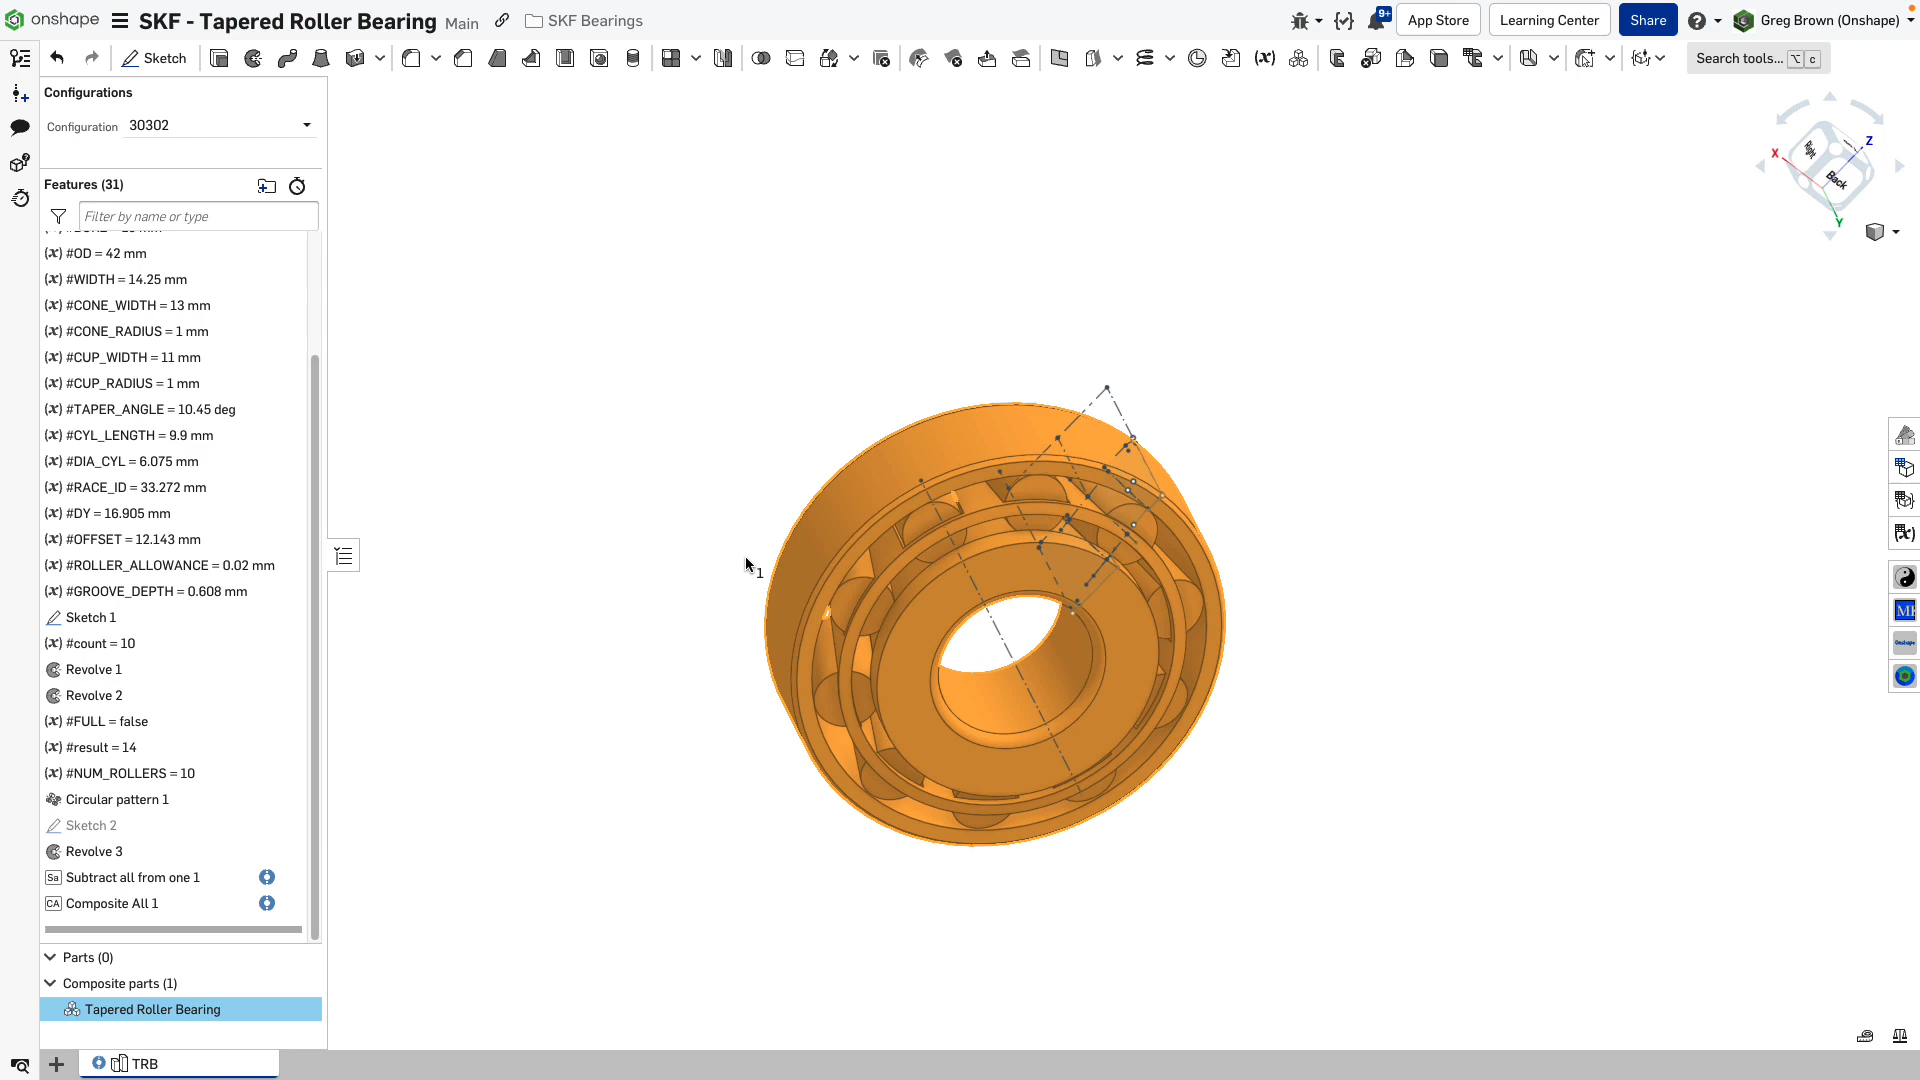 onshape
SKF - Tapered Roller Bearing Main SKF Bearings
9+
App Store
Learning Center
Share
Greg Brown (Onshape)
Sketch
Search tools... ⌥ c
Configurations
Configuration 30302
Features (31)
Filter by name or type
(x) #OD = 42 mm
(x) #WIDTH = 14.25 mm
(x) #CONE_WIDTH = 13 mm
(x) #CONE_RADIUS = 1 mm
(x) #CUP_WIDTH = 11 mm
(x) #CUP_RADIUS = 1 mm
(x) #TAPER_ANGLE = 10.45 deg
(x) #CYL_LENGTH = 9.9 mm
(x) #DIA_CYL = 6.075 mm
(x) #RACE_ID = 33.272 mm
(x) #DY = 16.905 mm
(x) #OFFSET = 12.143 mm
(x) #ROLLER_ALLOWANCE = 0.02 mm
(x) #GROOVE_DEPTH = 0.608 mm
Sketch 1
(x) #count = 10
Revolve 1
Revolve 2
(x) #FULL = false
(x) #result = 14
(x) #NUM_ROLLERS = 10
Circular pattern 1
Sketch 2
Revolve 3
Sa Subtract all from one 1
CA Composite All 1
Parts (0)
Composite parts (1)
Tapered Roller Bearing
TRB
1
X
Z
Y
Right
Back